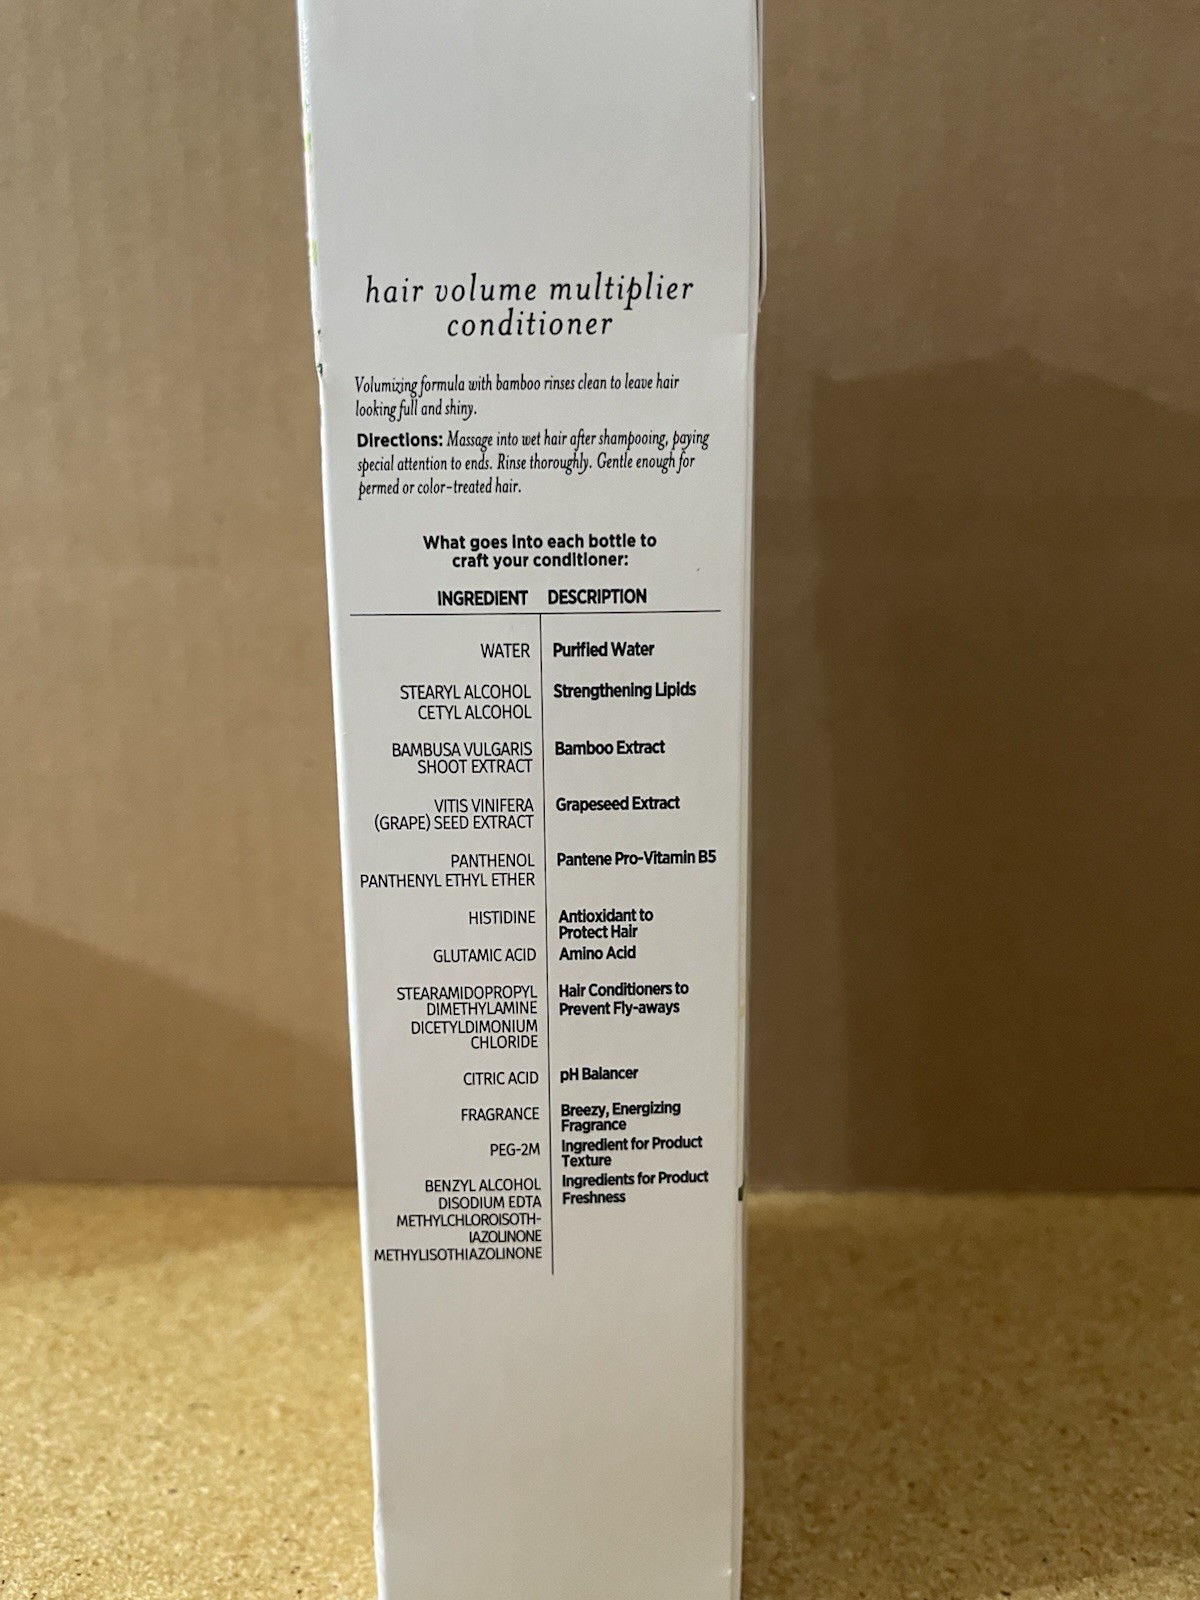 hair volume multiplier
conditioner
Volumizing formula with bamboo rinses clean to leave hair
looking full and shiny.
Directions: Massage into wet hair after shampooing, paying
special attention to ends. Rinse thoroughly. Gentle enough for
permed or color-treated hair.
What goes into each bottle to
craft your conditioner:
INGREDIENT DESCRIPTION
WATER Purified Water
STEARYL ALCOHOL Strengthening Lipids
CETYL ALCOHOL
BAMBUSA VULGARIS Bamboo Extract
SHOOT EXTRACT
VITIS VINIFERA Grapeseed Extract
(GRAPE) SEED EXTRACT
PANTHENOL Pantene Pro-Vitamin B5
PANTHENYL ETHYL ETHER
HISTIDINE Antioxidant to
Protect Hair
GLUTAMIC ACID Amino Acid
STEARAMIDOPROPYL Hair Conditioners to
DIMETHYLAMINE Prevent Fly-aways
DICETYLDIMONIUM
CHLORIDE
CITRIC ACID pH Balancer
FRAGRANCE Breezy, Energizing
Fragrance
PEG-2M Ingredient for Product
Texture
BENZYL ALCOHOL Ingredients for Product
DISODIUM EDTA Freshness
METHYLCHLOROISOTH-
IAZOLINONE
METHYLISOTHIAZOLINONE